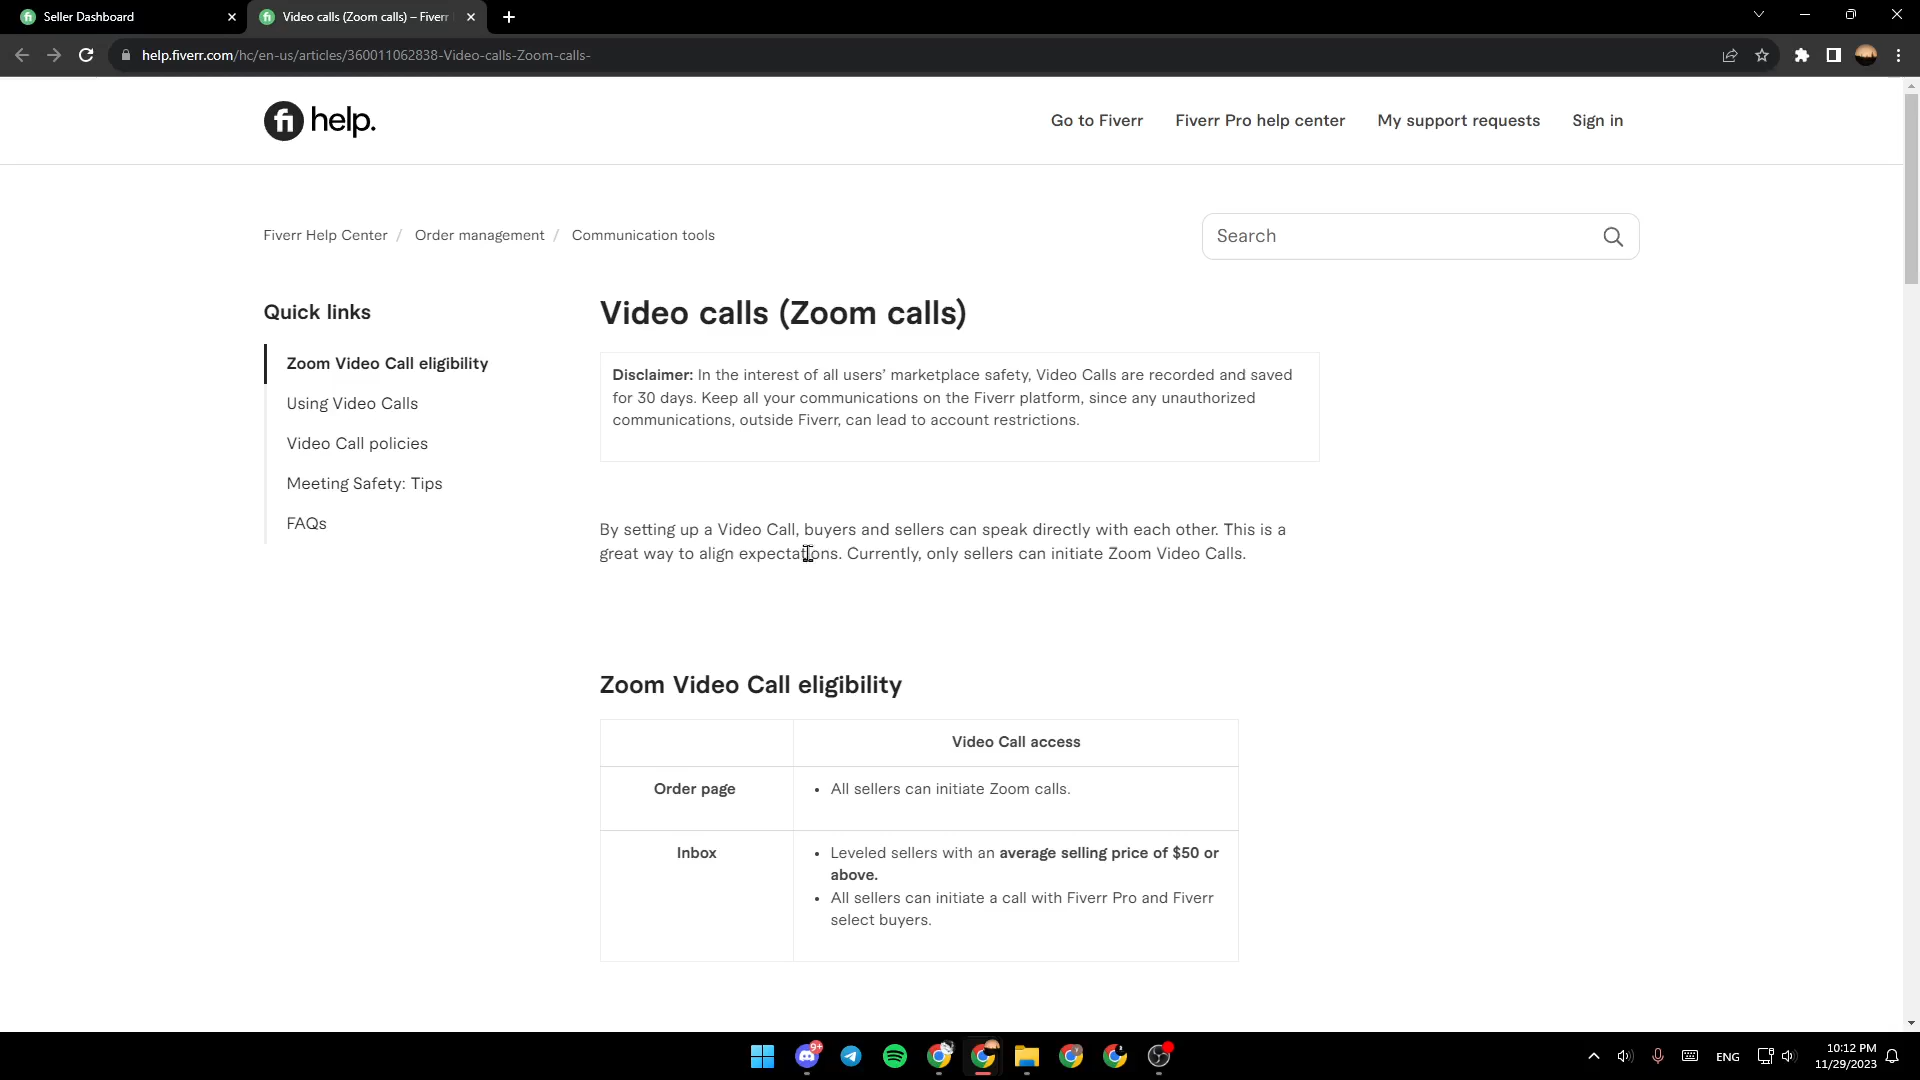 Seller Dashboard
Video calls (Zoom calls) – Fiverr
help.fiverr.com/hc/en-us/articles/360011062838-Video-calls-Zoom-calls-
fi help.
Go to Fiverr
Fiverr Pro help center
My support requests
Sign in
Fiverr Help Center / Order management / Communication tools
Search
Quick links
Zoom Video Call eligibility
Using Video Calls
Video Call policies
Meeting Safety: Tips
FAQs
Video calls (Zoom calls)
Disclaimer: In the interest of all users’ marketplace safety, Video Calls are recorded and saved
for 30 days. Keep all your communications on the Fiverr platform, since any unauthorized
communications, outside Fiverr, can lead to account restrictions.
By setting up a Video Call, buyers and sellers can speak directly with each other. This is a
great way to align expectations. Currently, only sellers can initiate Zoom Video Calls.
Zoom Video Call eligibility
Video Call access
Order page
• All sellers can initiate Zoom calls.
Inbox
• Leveled sellers with an average selling price of $50 or
above.
• All sellers can initiate a call with Fiverr Pro and Fiverr
select buyers.
9+
ENG
10:12 PM
11/29/2023